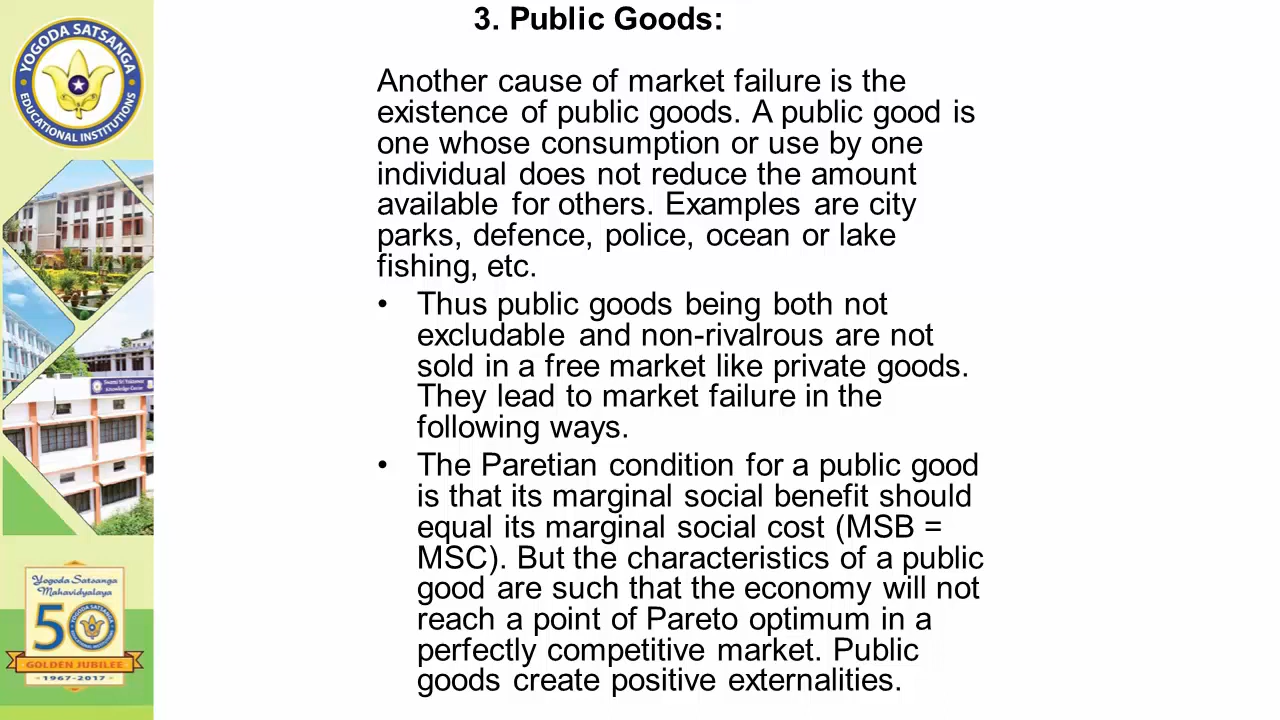 3. Public Goods:
Another cause of market failure is the
existence of public goods. A public good is
one whose consumption or use by one
individual does not reduce the amount
available for others. Examples are city
parks, defence, police, ocean or lake
fishing, etc.
• Thus public goods being both not
excludable and non-rivalrous are not
sold in a free market like private goods.
They lead to market failure in the
following ways.
• The Paretian condition for a public good
is that its marginal social benefit should
equal its marginal social cost (MSB =
MSC). But the characteristics of a public
good are such that the economy will not
reach a point of Pareto optimum in a
perfectly competitive market. Public
goods create positive externalities.
YOGODA SATSANGA
EDUCATIONAL INSTITUTIONS
Swami Sri Yukteswar
Knowledge Center
Yogoda Satsanga
Mahavidyalaya
50
GOLDEN JUBILEE
- 1967-2017 -